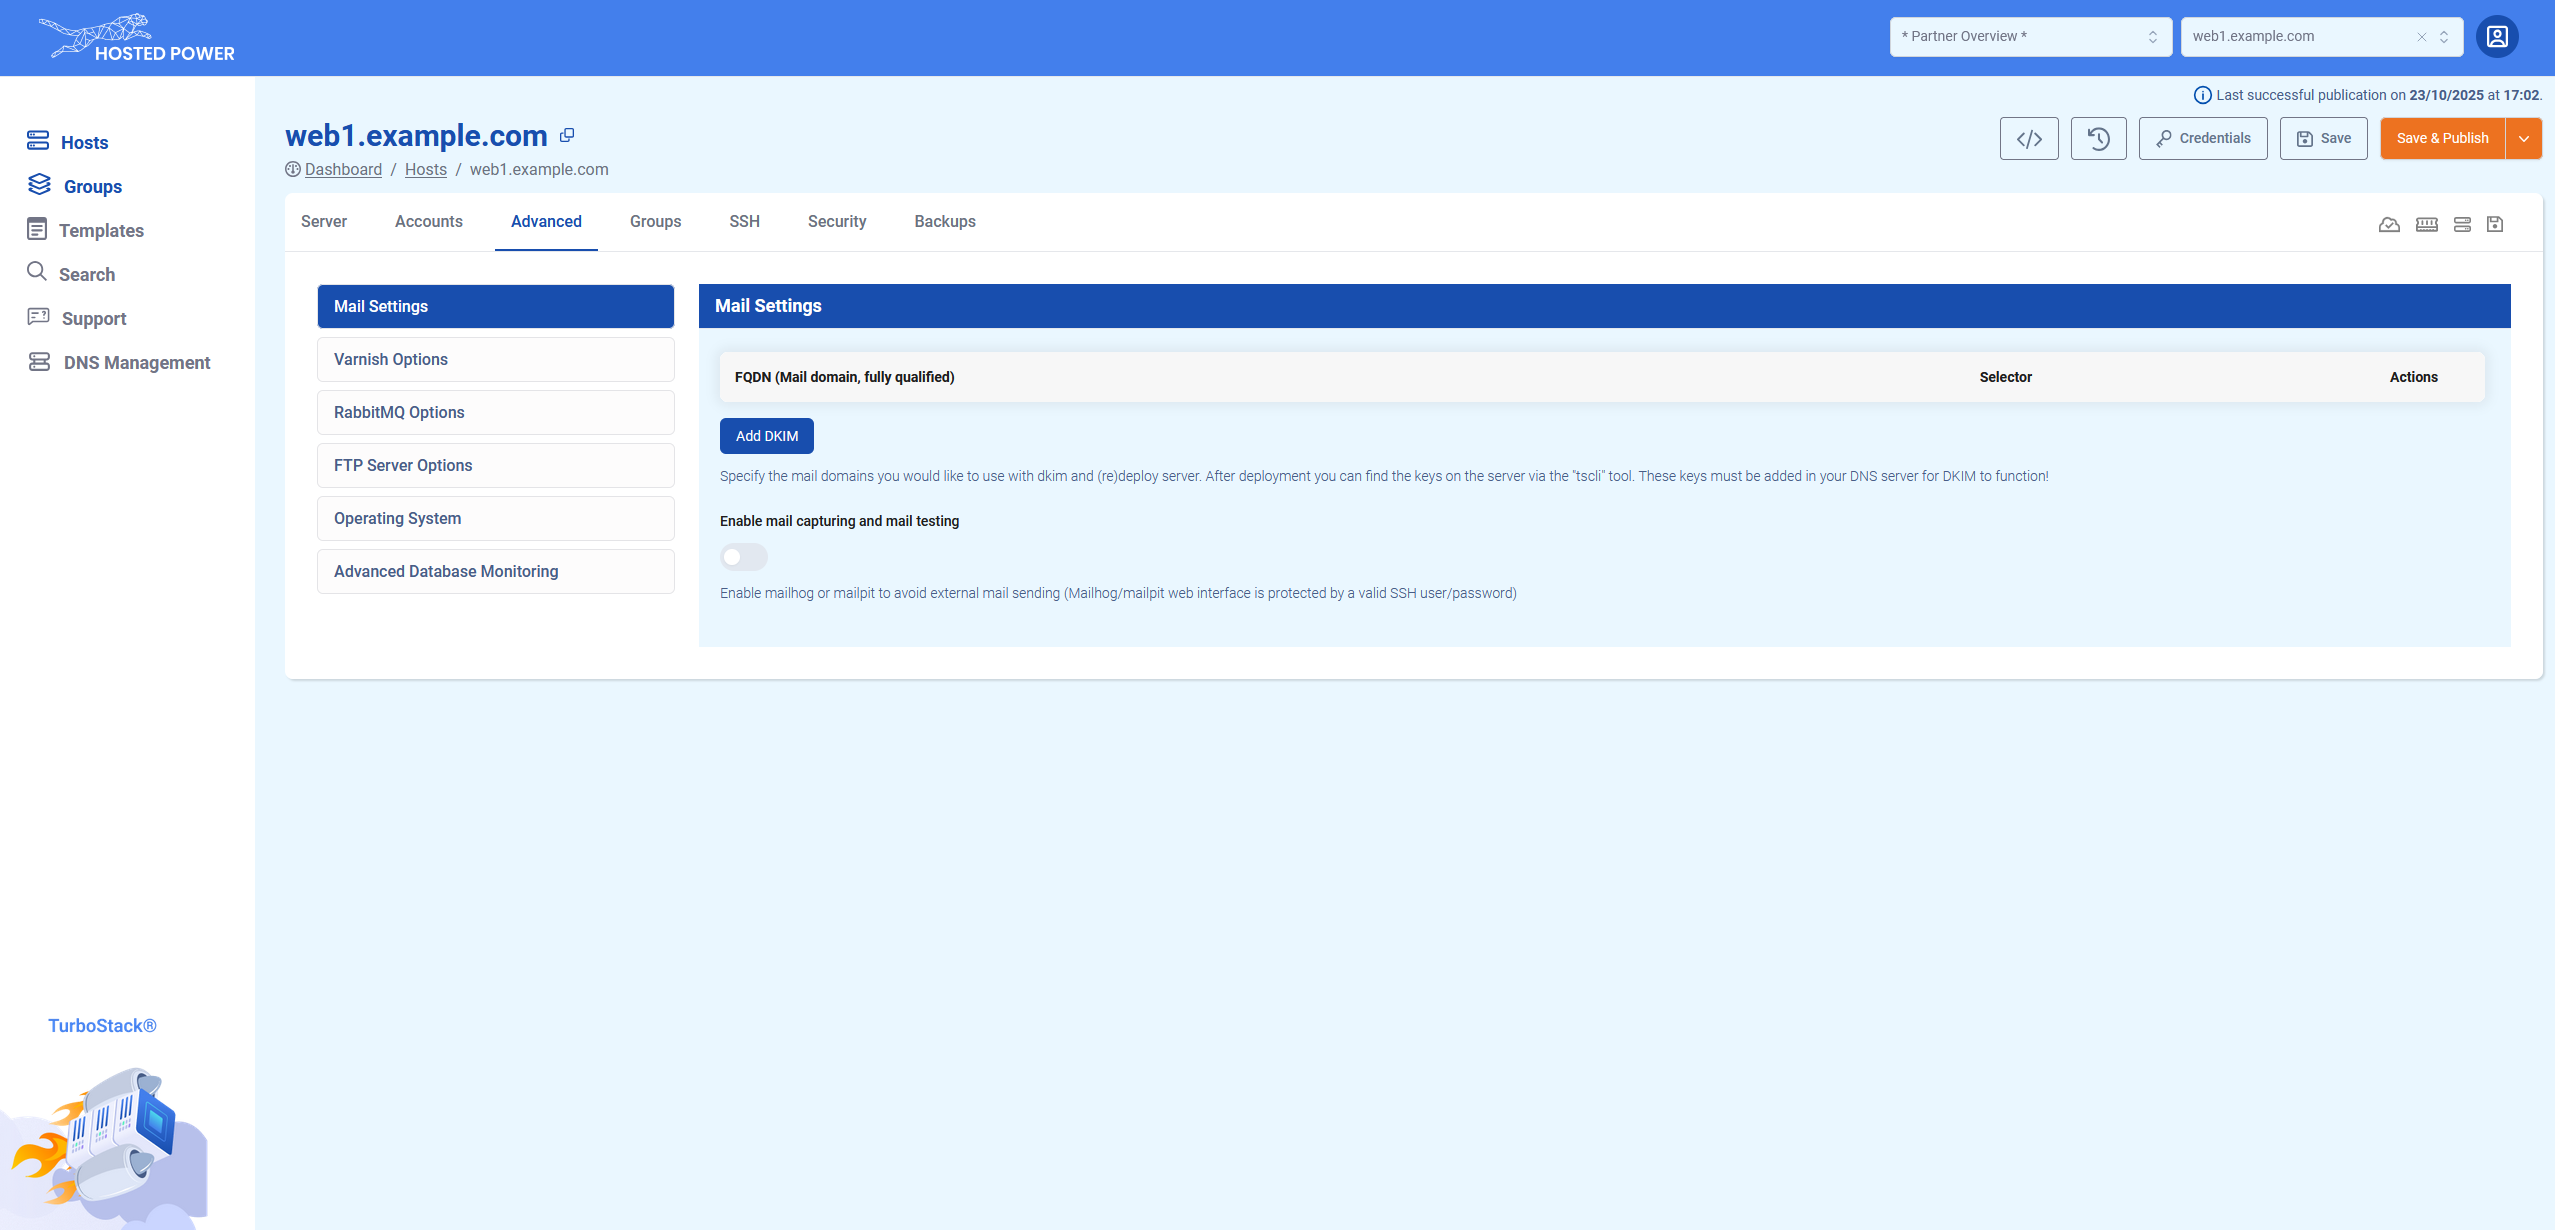 HOSTED POWER
* Partner Overview *
web1.example.com
Last successful publication on 23/10/2025 at 17:02.
web1.example.com
Credentials
Save
Save & Publish
Dashboard / Hosts / web1.example.com
Hosts
Groups
Templates
Search
Support
DNS Management
Server
Accounts
Advanced
Groups
SSH
Security
Backups
Mail Settings
Varnish Options
RabbitMQ Options
FTP Server Options
Operating System
Advanced Database Monitoring
Mail Settings
FQDN (Mail domain, fully qualified)
Selector
Actions
Add DKIM
Specify the mail domains you would like to use with dkim and (re)deploy server. After deployment you can find the keys on the server via the "tscli" tool. These keys must be added in your DNS server for DKIM to function!
Enable mail capturing and mail testing
Enable mailhog or mailpit to avoid external mail sending (Mailhog/mailpit web interface is protected by a valid SSH user/password)
TurboStack®